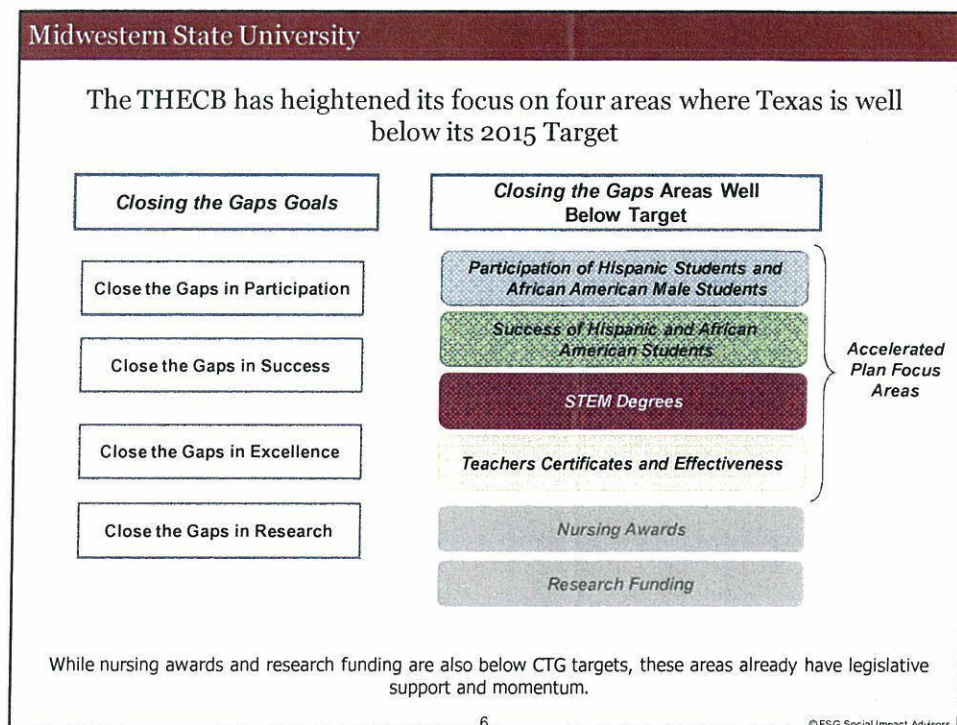 Midwestern State University
The THECB has heightened its focus on four areas where Texas is well
below its 2015 Target
Closing the Gaps Goals
Close the Gaps in Participation
Close the Gaps in Success
Close the Gaps in Excellence
Close the Gaps in Research
Closing the Gaps Areas Well
Below Target
Participation of Hispanic Students and
African American Male Students
Success of Hispanic and African
American Students
STEM Degrees
Teachers Certificates and Effectiveness
Nursing Awards
Research Funding
Accelerated
Plan Focus
Areas
While nursing awards and research funding are also below CTG targets, these areas already have legislative
support and momentum.
6
© FSG Social Impact Advisors